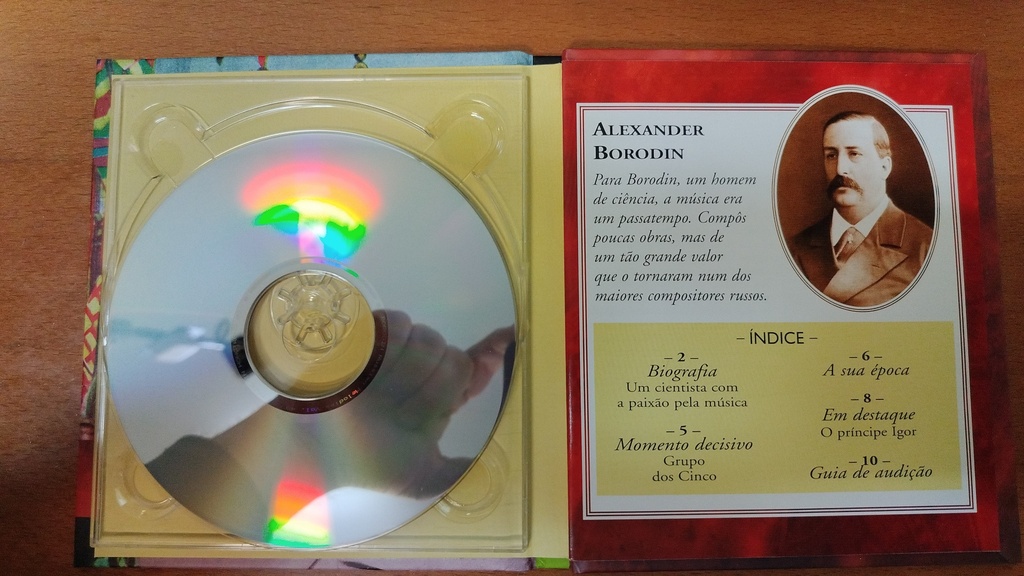 ALEXANDER
BORODIN
Para Borodin, um homem
de ciência, a música era
um passatempo. Compôs
poucas obras, mas de
um tão grande valor
que o tornaram num dos
maiores compositores russos.
– ÍNDICE –
– 2 –
Biografia
Um cientista com
a paixão pela música
– 5 –
Momento decisivo
Grupo
dos Cinco
– 6 –
A sua época
– 8 –
Em destaque
O príncipe Igor
– 10 –
Guia de audição